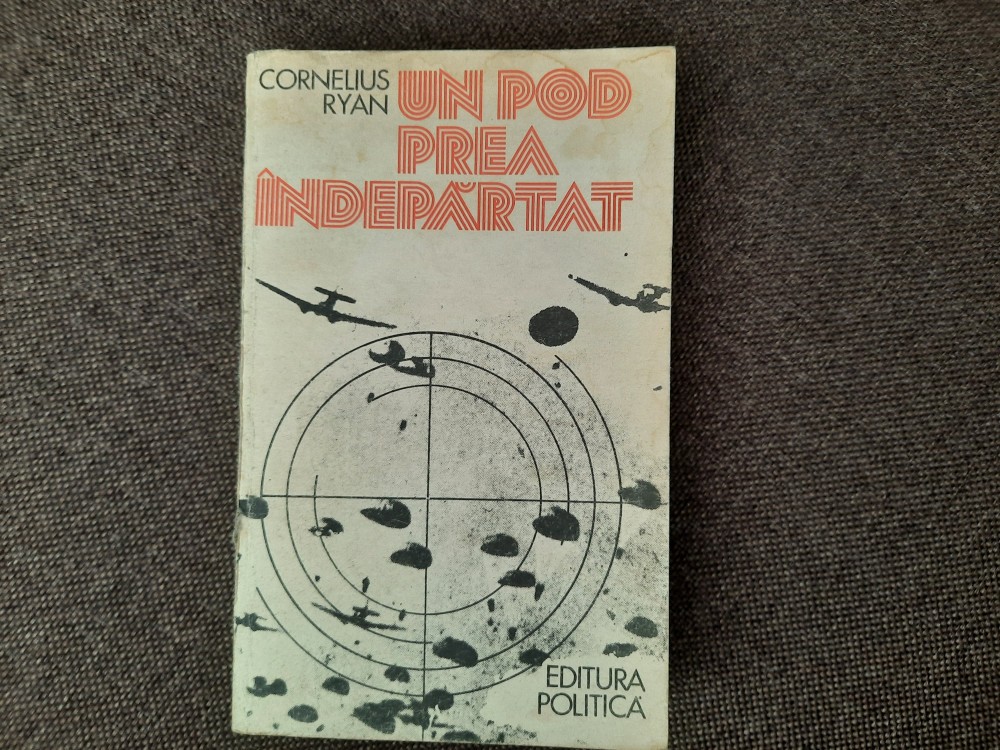 CORNELIUS
RYAN
UN POD
PREA
ÎNDEPĂRTAT
EDITURA
POLITICĂ